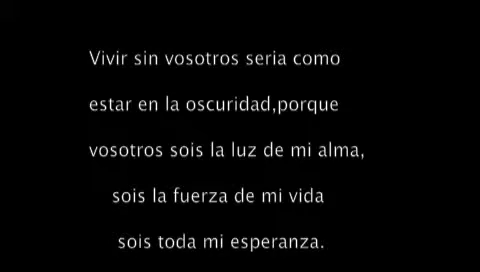 Vivir sin vosotros seria como
estar en la oscuridad,porque
vosotros sois la luz de mi alma,
sois la fuerza de mi vida
sois toda mi esperanza.